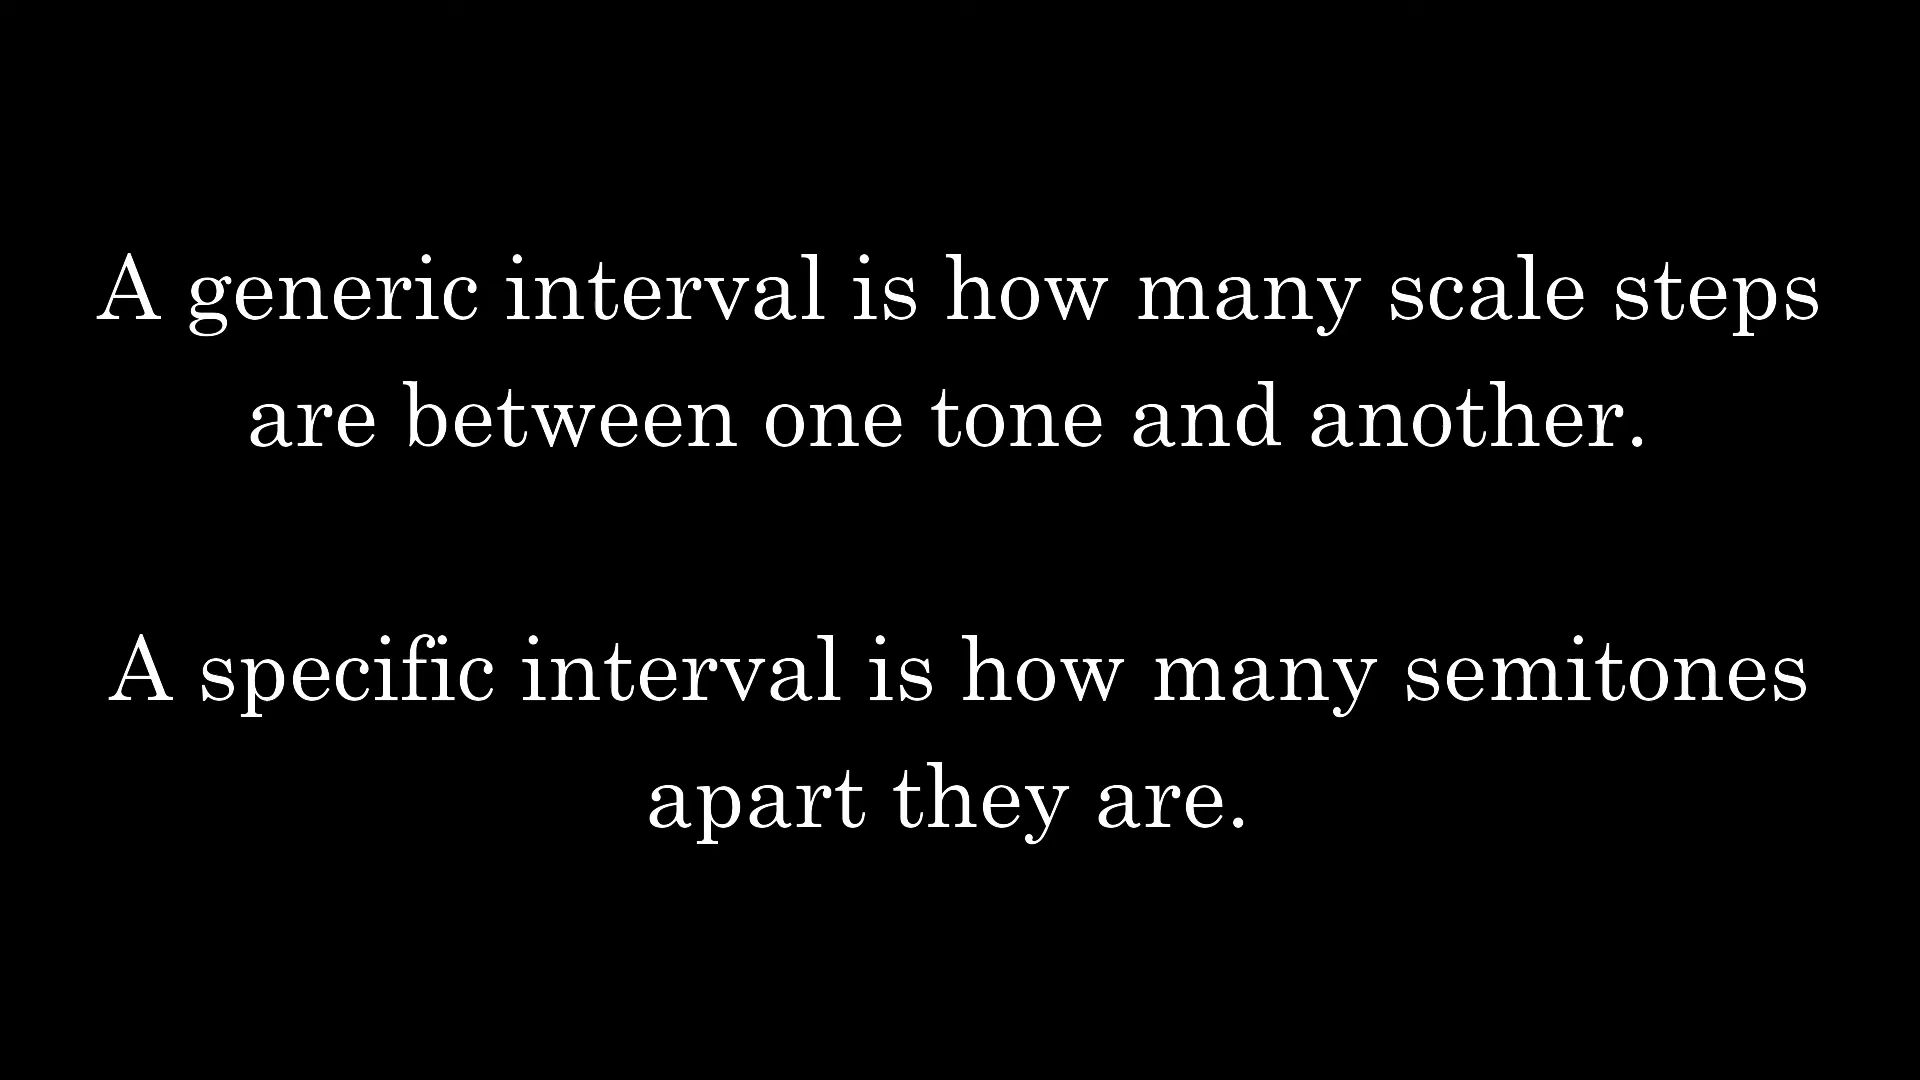 A generic interval is how many scale steps
are between one tone and another.
A specific interval is how many semitones
apart they are.